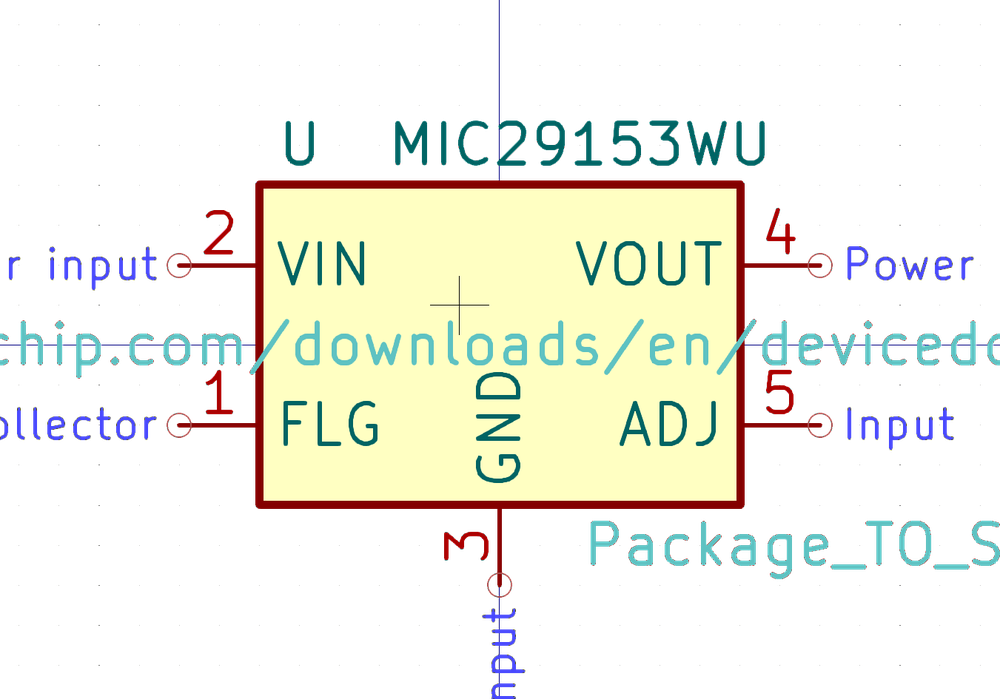 U MIC29153WU
2 4
r input VIN VOUT Power
chip.com/downloads/en/devicedo
1 5
ollector FLG GND ADJ Input
3 Package_TO_S
nput